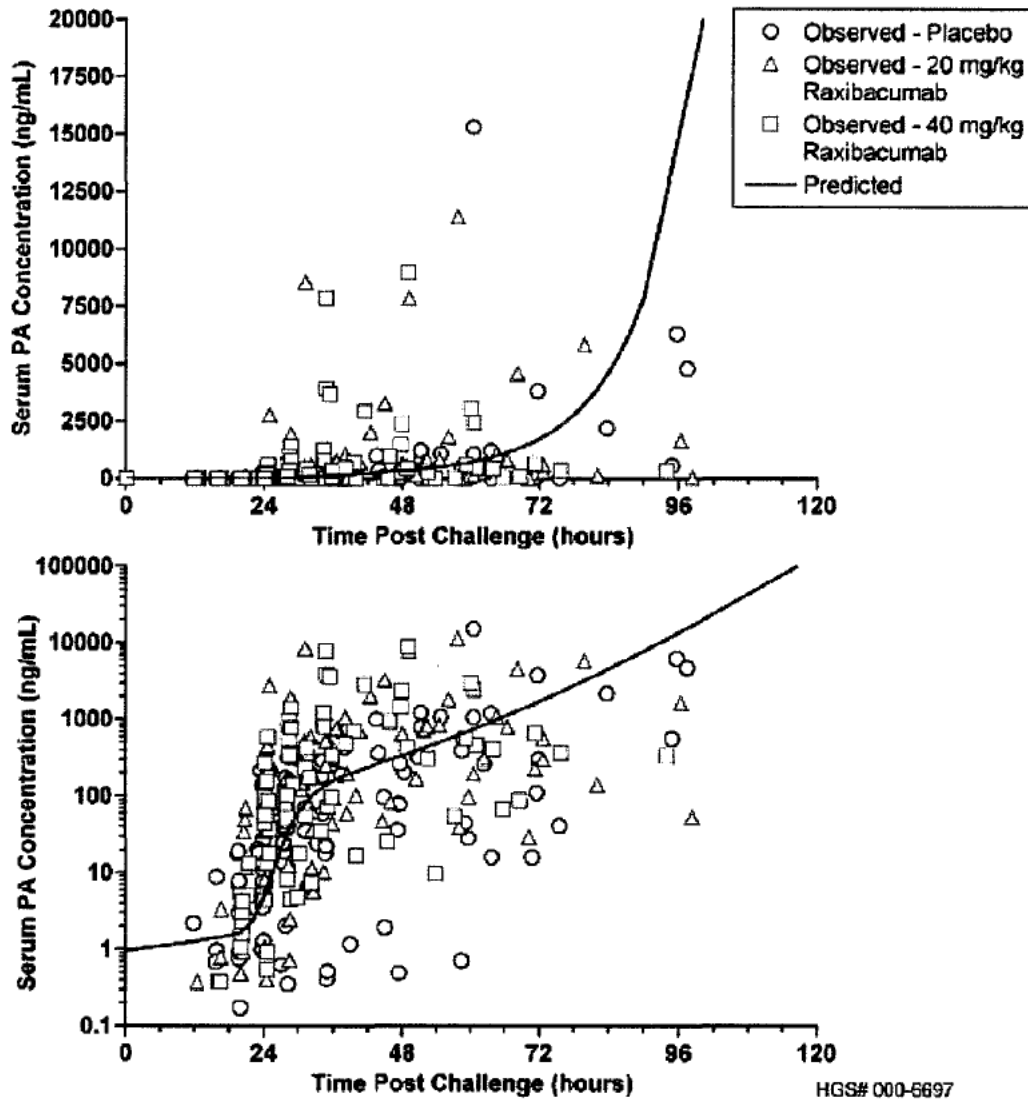 20000
17500
15000
12500
10000
7500
5000
2500
0
Serum PA Concentration (ng/mL)
0 24 48 72 96 120
Time Post Challenge (hours)
Observed - Placebo
Observed - 20 mg/kg
Raxibacumab
Observed - 40 mg/kg
Raxibacumab
Predicted
100000
10000
1000
100
10
1
0.1
Serum PA Concentration (ng/mL)
0 24 48 72 96 120
Time Post Challenge (hours)
HGS# 000-6697